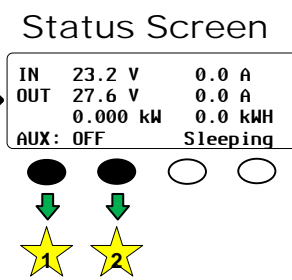 Status Screen
IN 23.2 V 0.0 A
OUT 27.6 V 0.0 A
0.000 kW 0.0 kWH
AUX: OFF Sleeping
1 2